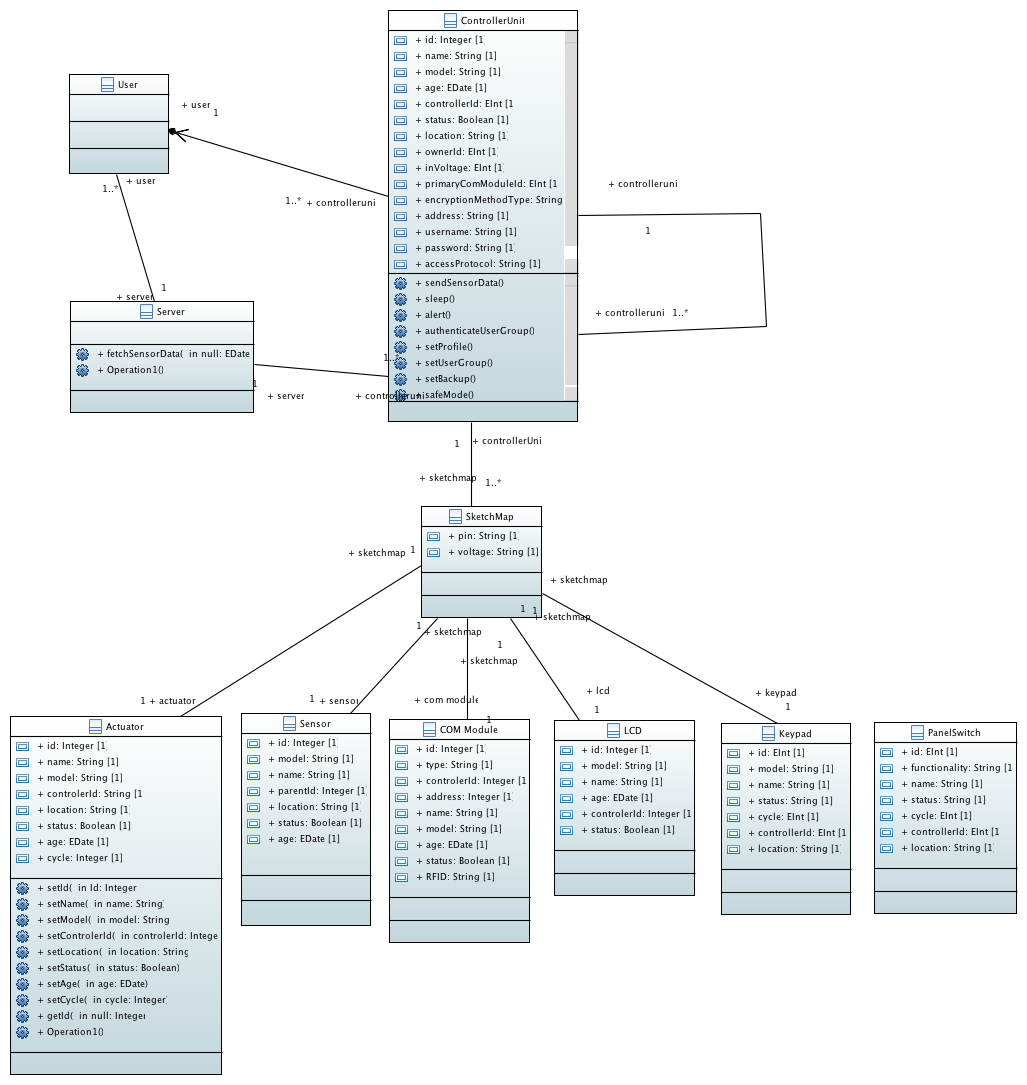 ControllerUnit
+ id: Integer [1]
+ name: String [1]
+ model: String [1]
+ age: EDate [1]
+ controllerId: EInt [1
+ status: Boolean [1]
+ location: String [1]
+ ownerId: EInt [1]
+ inVoltage: EInt [1]
+ primaryComModuleId: EInt [1
+ encryptionMethodType: String
+ address: String [1]
+ username: String [1]
+ password: String [1]
+ accessProtocol: String [1]
+ sendSensorData()
+ sleep()
+ alert()
+ authenticateUserGroup()
+ setProfile()
+ setUserGroup()
+ setBackup()
+ safeMode()
User
+ user
1
1..* + controlleruni
1..*
+ user
1
+ server
Server
+ fetchSensorData( in null: EDate
+ Operation1()
1
+ server
1..
+ controlleruni
+ controlleruni
1
+ controlleruni 1..*
1
+ controllerUni
+ sketchmap
1..*
SketchMap
+ pin: String [1]
+ voltage: String [1]
+ sketchmap 1
+ sketchmap
1
1
+ sketchmap
1
+ sketchmap
1
+ sketchmap
1 + actuator
1
+ sensor
+ com module
1
+ lcd
1
+ keypad
1
Actuator
+ id: Integer [1]
+ name: String [1]
+ model: String [1]
+ controlerId: String [1
+ location: String [1]
+ status: Boolean [1]
+ age: EDate [1]
+ cycle: Integer [1]
+ setId( in Id: Integer
+ setName( in name: String)
+ setModel( in model: String
+ setControlerId( in controlerId: Intege
+ setLocation( in location: String
+ setStatus( in status: Boolean)
+ setAge( in age: EDate)
+ setCycle( in cycle: Integer)
+ getId( in null: Integer
+ Operation1()
Sensor
+ id: Integer [1]
+ model: String [1]
+ name: String [1]
+ parentId: Integer [1]
+ location: String [1]
+ status: Boolean [1]
+ age: EDate [1]
COM Module
+ id: Integer [1]
+ type: String [1]
+ controlerId: Integer [1
+ address: Integer [1]
+ name: String [1]
+ model: String [1]
+ age: EDate [1]
+ status: Boolean [1]
+ RFID: String [1]
LCD
+ id: Integer [1]
+ model: String [1]
+ name: String [1]
+ age: EDate [1]
+ controlerId: Integer [1
+ status: Boolean [1]
Keypad
+ id: EInt [1]
+ model: String [1]
+ name: String [1]
+ status: String [1]
+ cycle: EInt [1]
+ controllerId: EInt [1
+ location: String [1]
PanelSwitch
+ id: EInt [1]
+ functionality: String [1
+ name: String [1]
+ status: String [1]
+ cycle: EInt [1]
+ controllerId: EInt [1
+ location: String [1]